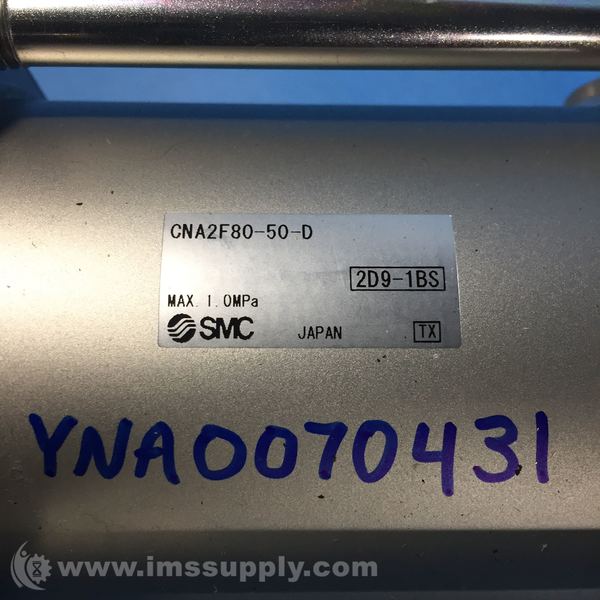 CNA2F80-50-D
2D9-1BS
MAX. 1.0MPa
SMC JAPAN TX
YNA0070431
www.imssupply.com